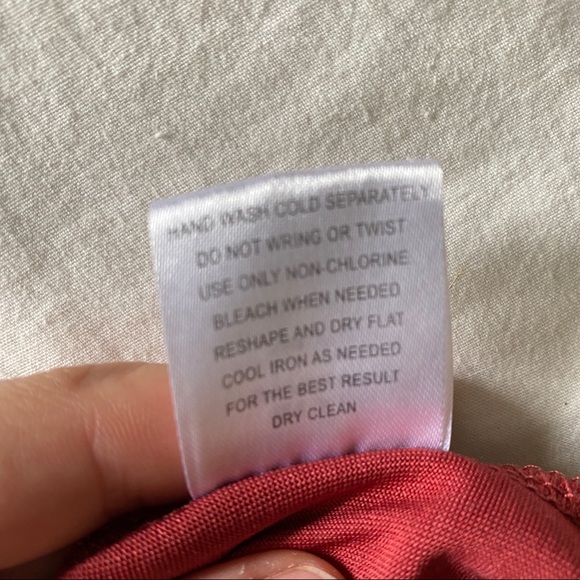 HAND WASH COLD SEPARATELY
DO NOT WRING OR TWIST
USE ONLY NON-CHLORINE
BLEACH WHEN NEEDED
RESHAPE AND DRY FLAT
COOL IRON AS NEEDED
FOR THE BEST RESULT
DRY CLEAN